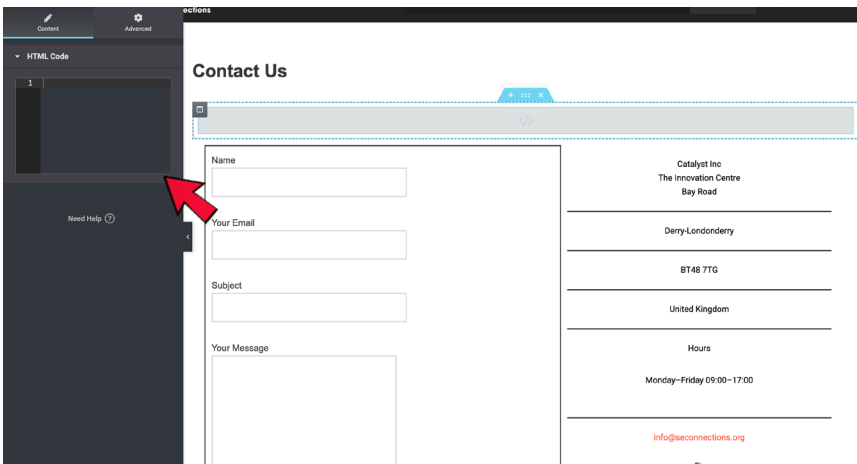 ections
Content
Advanced
HTML Code
1
Need Help
Contact Us
Name
Your Email
Subject
Your Message
Catalyst Inc
The Innovation Centre
Bay Road
Derry-Londonderry
BT48 7TG
United Kingdom
Hours
Monday–Friday 09:00–17:00
info@seconnections.org